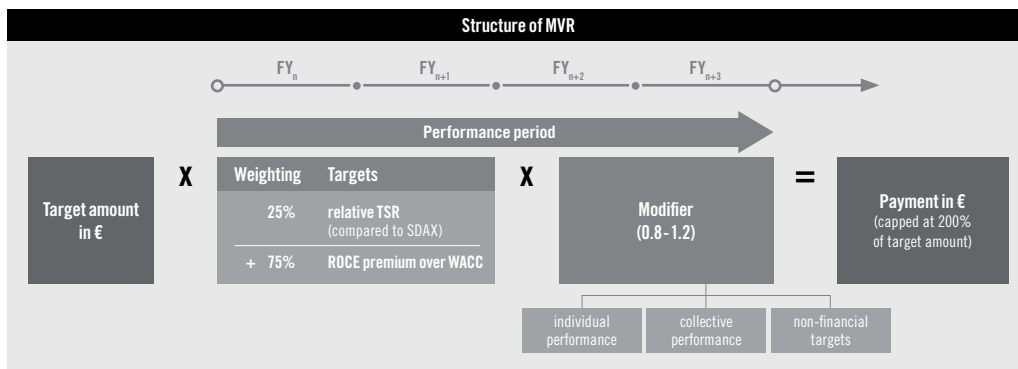 Structure of MVR
FYn FYn+1 FYn+2 FYn+3
Performance period
Target amount
in €
X
Weighting Targets
25% relative TSR
(compared to SDAX)
+ 75% ROCE premium over WACC
X
Modifier
(0.8-1.2)
=
Payment in €
(capped at 200%
of target amount)
individual
performance
collective
performance
non-financial
targets